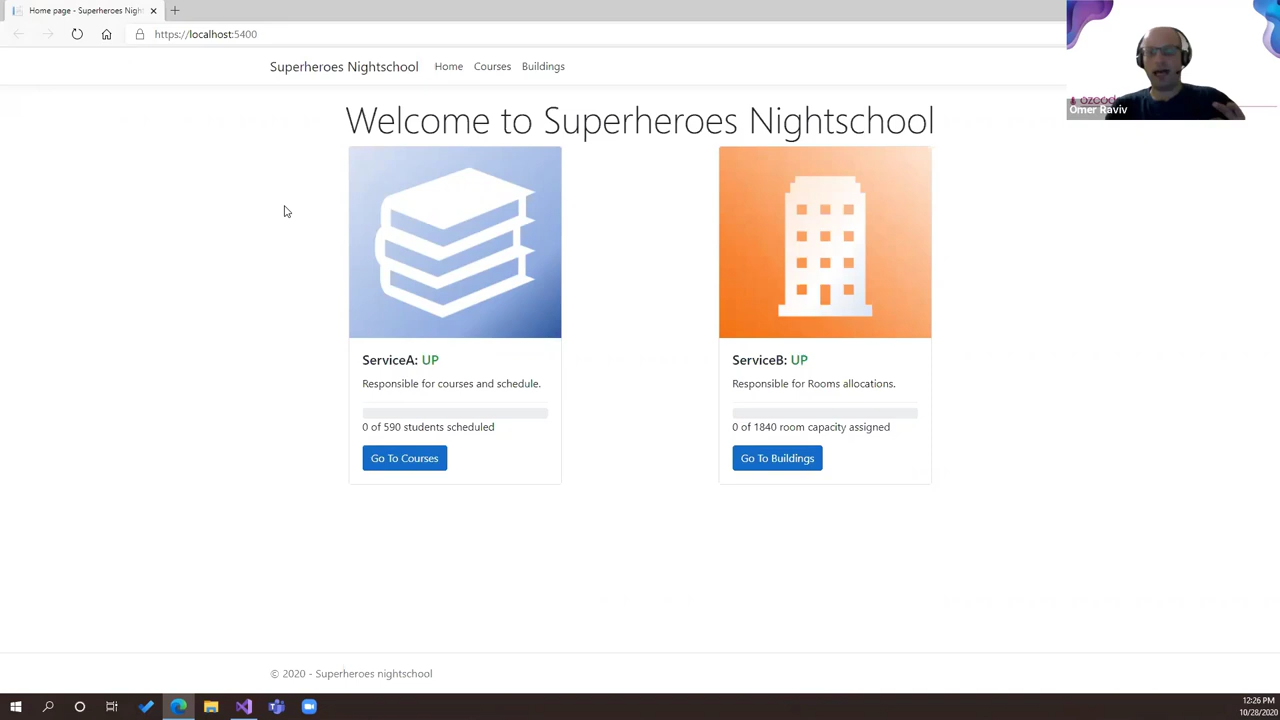 Home page - Superheroes Nigh
https://localhost:5400
Superheroes Nightschool Home Courses Buildings
ozcode
Omer Raviv
Welcome to Superheroes Nightschool
ServiceA: UP
Responsible for courses and schedule.
0 of 590 students scheduled
Go To Courses
ServiceB: UP
Responsible for Rooms allocations.
0 of 1840 room capacity assigned
Go To Buildings
© 2020 - Superheroes nightschool
12:26 PM
10/28/2020